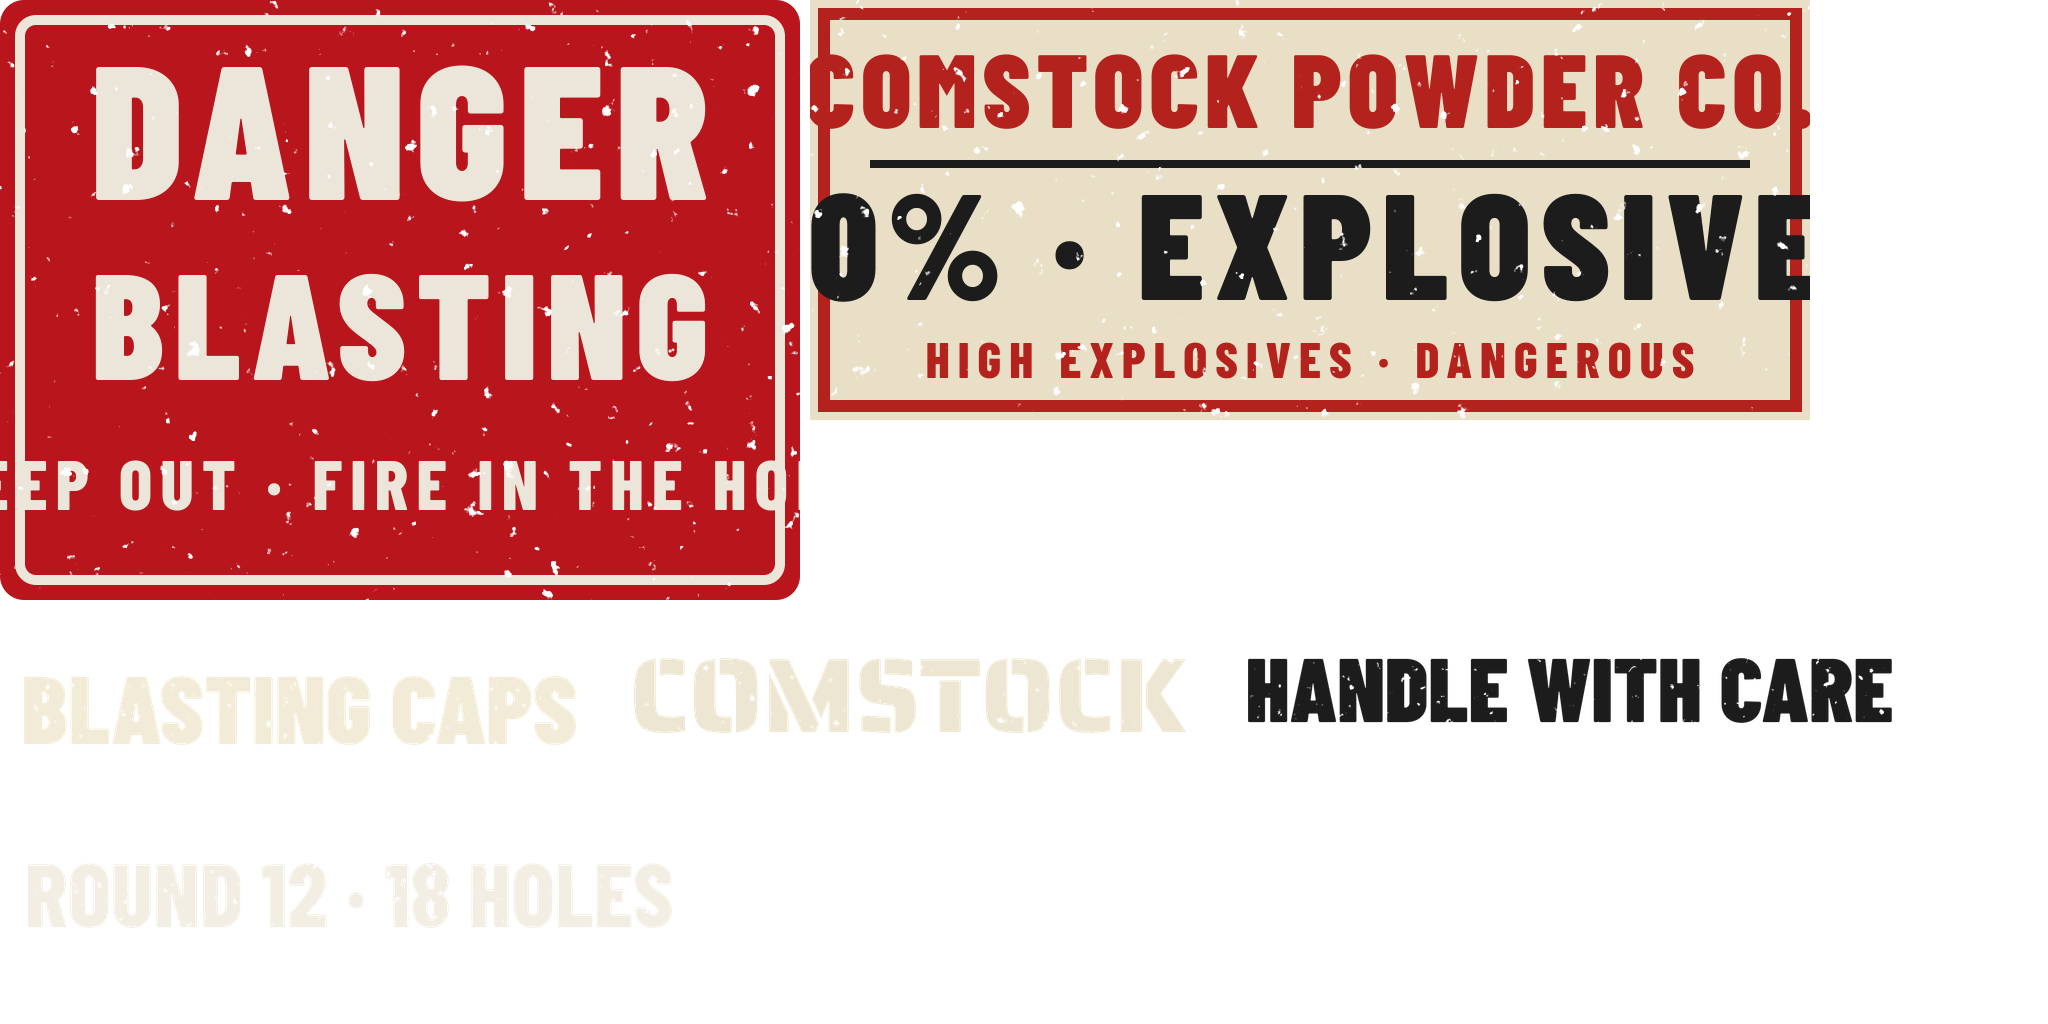 DANGER
BLASTING
EEP OUT · FIRE IN THE HO
COMSTOCK POWDER CO.
0% · EXPLOSIVE
HIGH EXPLOSIVES · DANGEROUS
BLASTING CAPS
COMSTOCK
HANDLE WITH CARE
ROUND 12 · 18 HOLES